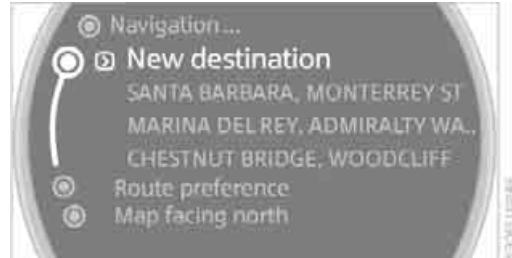 Navigation...
New destination
SANTA BARBARA, MONTERREY ST
MARINA DEL REY, ADMIRALTY WA..
CHESTNUT BRIDGE, WOODCLIFF
Route preference
Map facing north